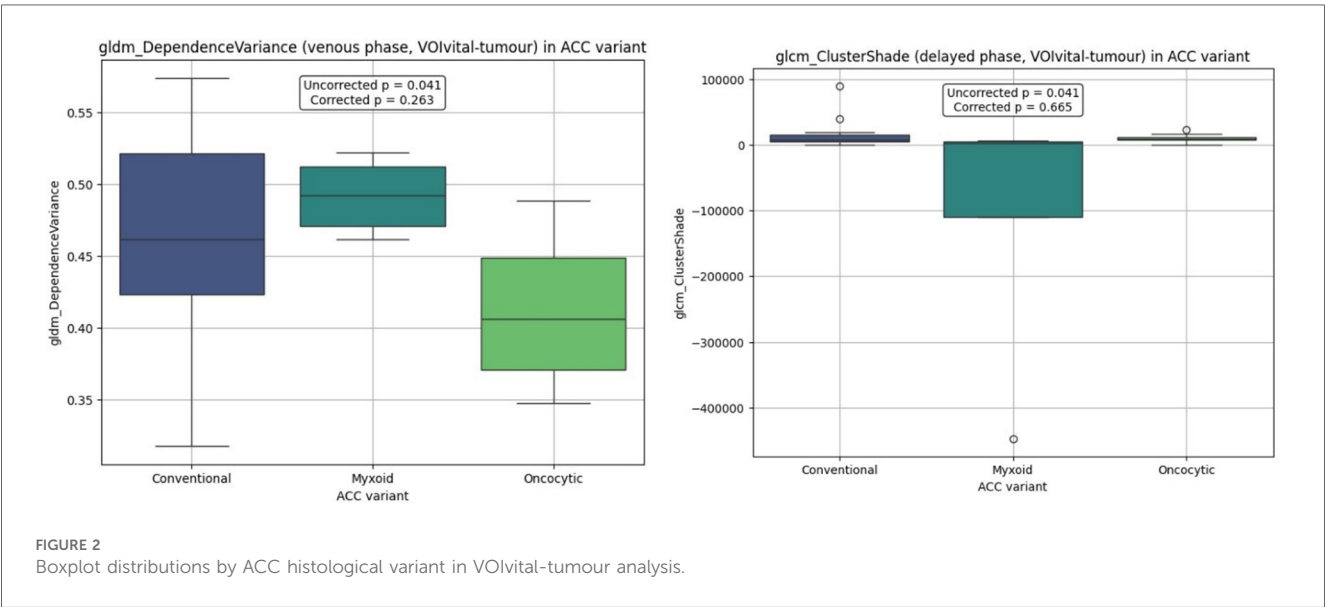 gldm_DependenceVariance (venous phase, VOIvital-tumour) in ACC variant
Uncorrected p = 0.041
Corrected p = 0.263
gldm_DependenceVariance
0.55
0.50
0.45
0.40
0.35
Conventional
Myxoid
Oncocytic
ACC variant
glcm_ClusterShade (delayed phase, VOIvital-tumour) in ACC variant
Uncorrected p = 0.041
Corrected p = 0.665
glcm_ClusterShade
100000
0
−100000
−200000
−300000
−400000
Conventional
Myxoid
Oncocytic
ACC variant
FIGURE 2
Boxplot distributions by ACC histological variant in VOIvital-tumour analysis.